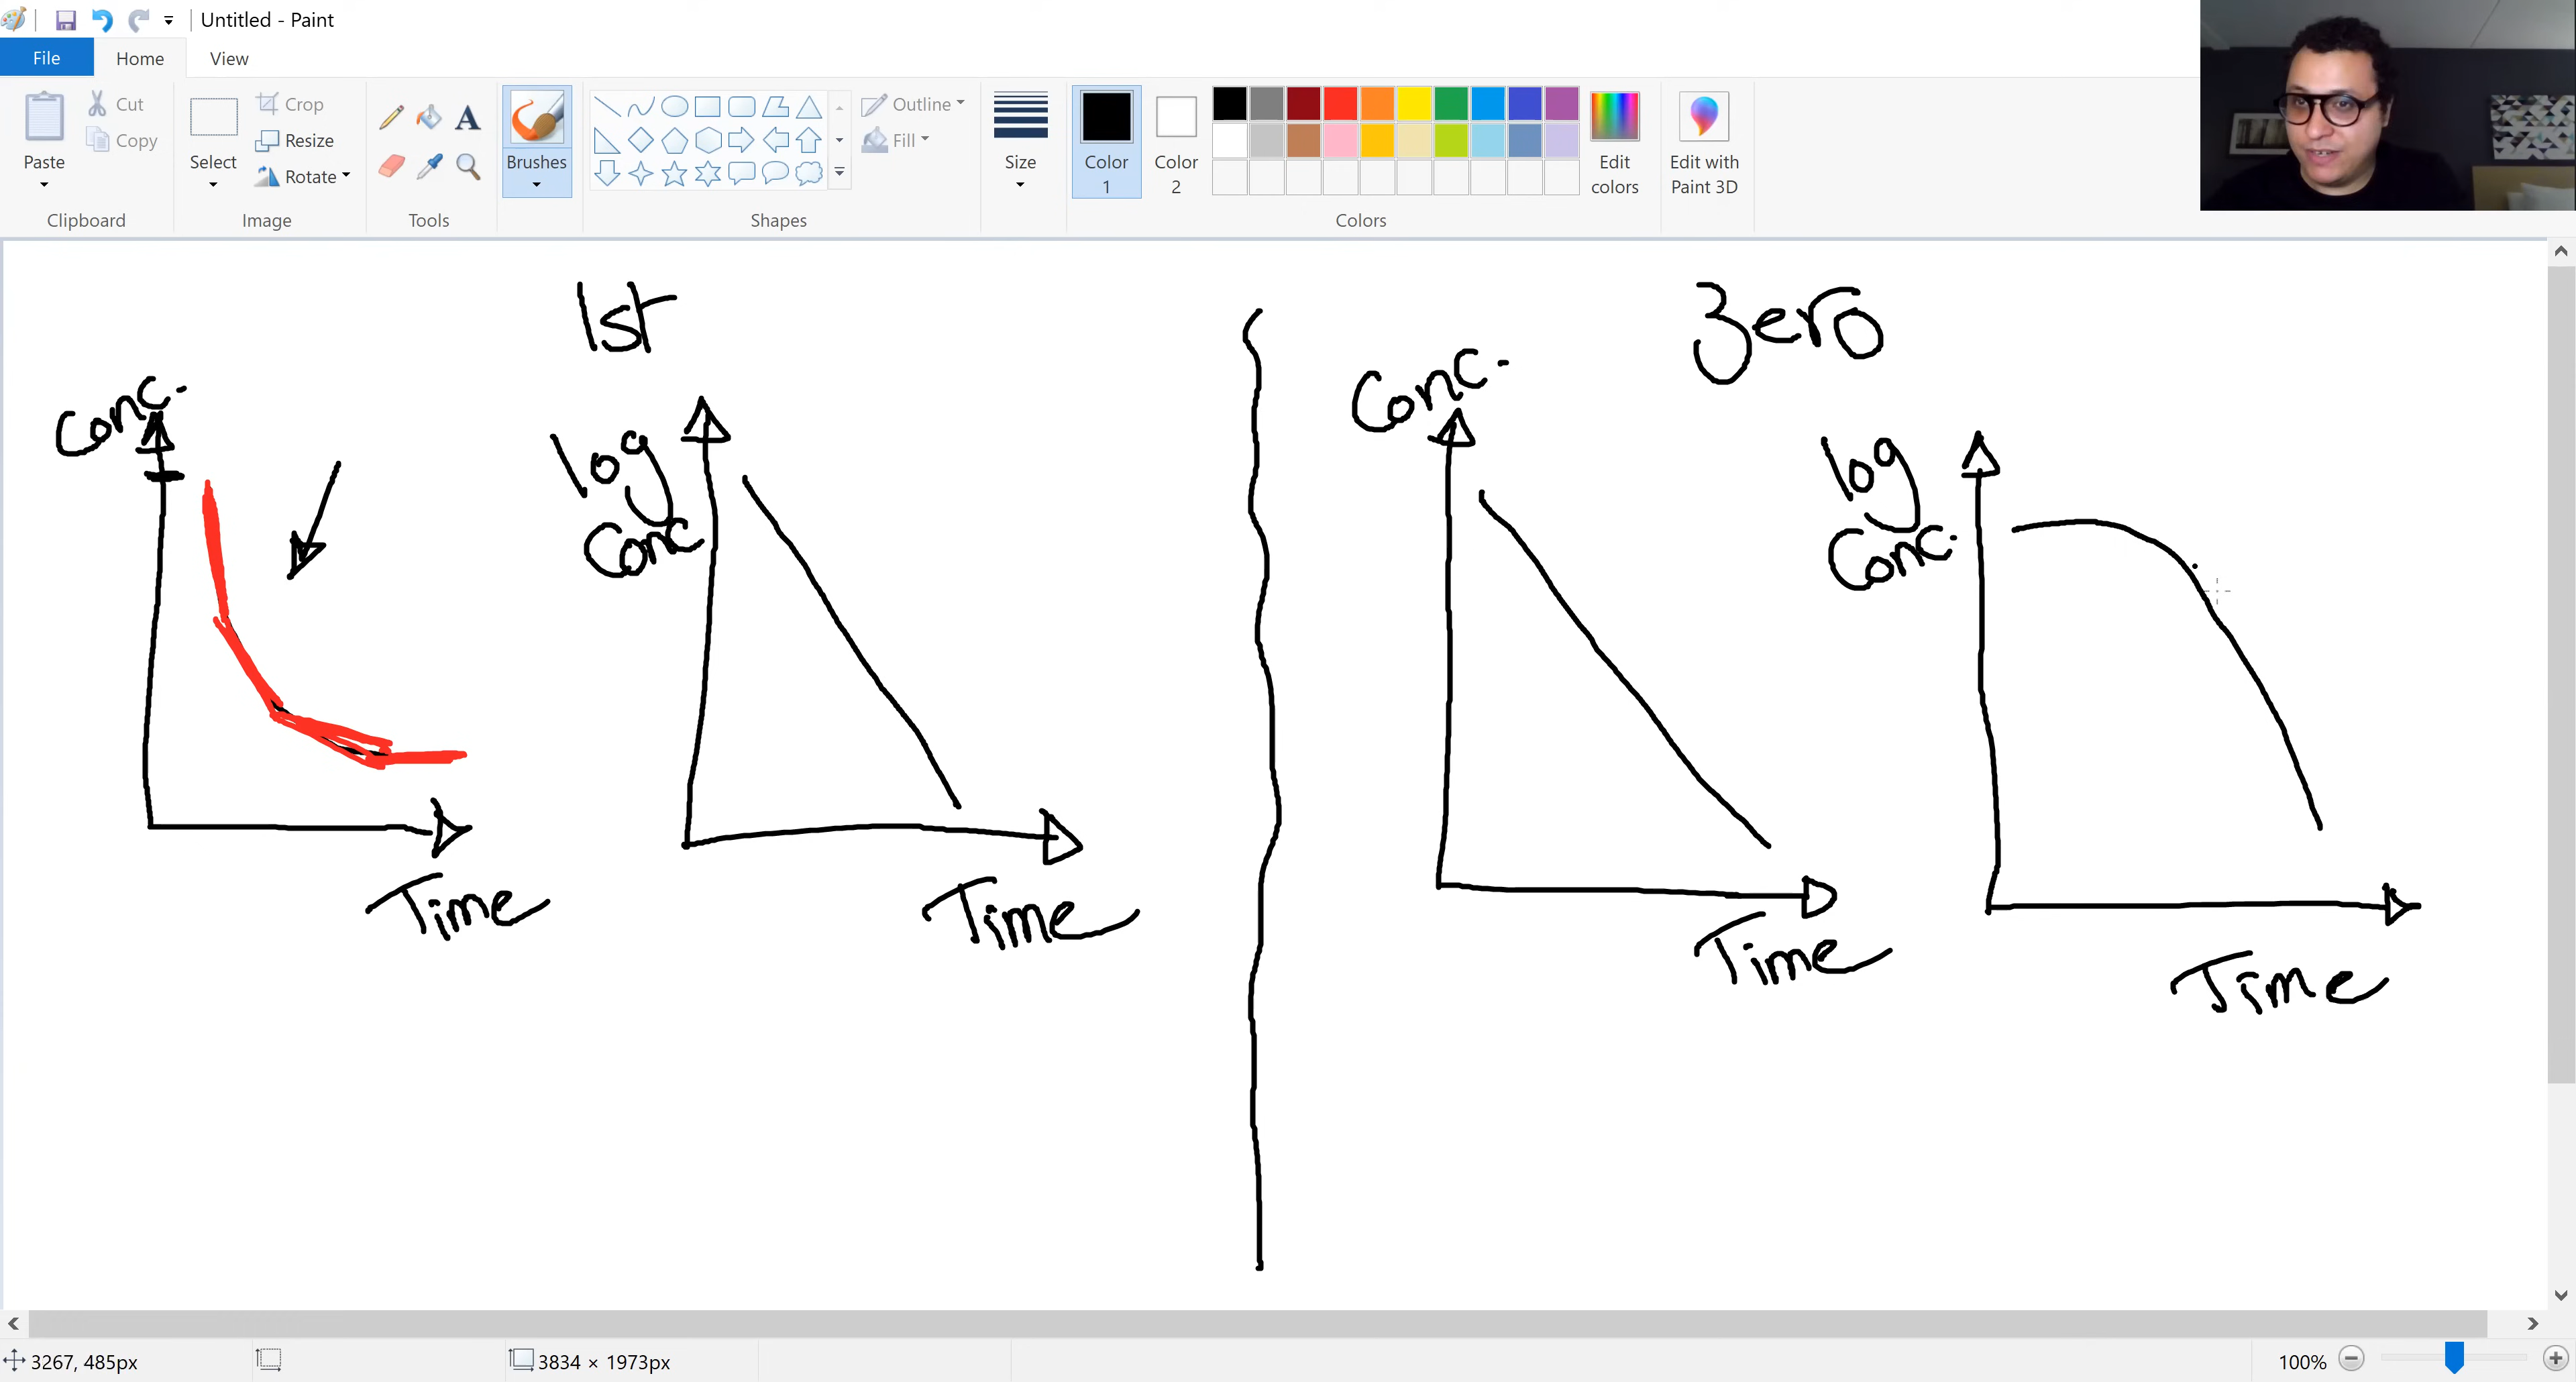 Untitled - Paint
File
Home
View
Paste
Cut
Copy
Clipboard
Select
Crop
Resize
Rotate
Image
A
Tools
Brushes
Shapes
Outline
Fill
Size
Color 1
Color 2
Colors
Edit colors
Edit with Paint 3D
1st
Zero
Conc.
log
Conc
Conc.
log
Conc.
Time
Time
Time
Time
3267, 485px
3834 × 1973px
100%